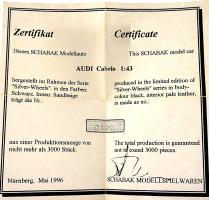 Zertifikat
Certificate
Dieses SCHABAK Modellauto
This SCHABAK model car
AUDI Cabrio 1:43
hergestellt im Rahmen der Serie
"Silver-Wheels", in den Farben
Schwarz, Innen: Sandbeige
trägt die Nr.:
produced in the limited edition of
"Silver-Wheels" series in body-
colour black, interior pale leather,
is made as no.:
aus einer Produktionsmenge von
nicht mehr als 3000 Stück.
The total production is guaranteed
not to exceed 3000 pieces.
Nürnberg, Mai 1996
SCHABAK MODELLSPIELWAREN